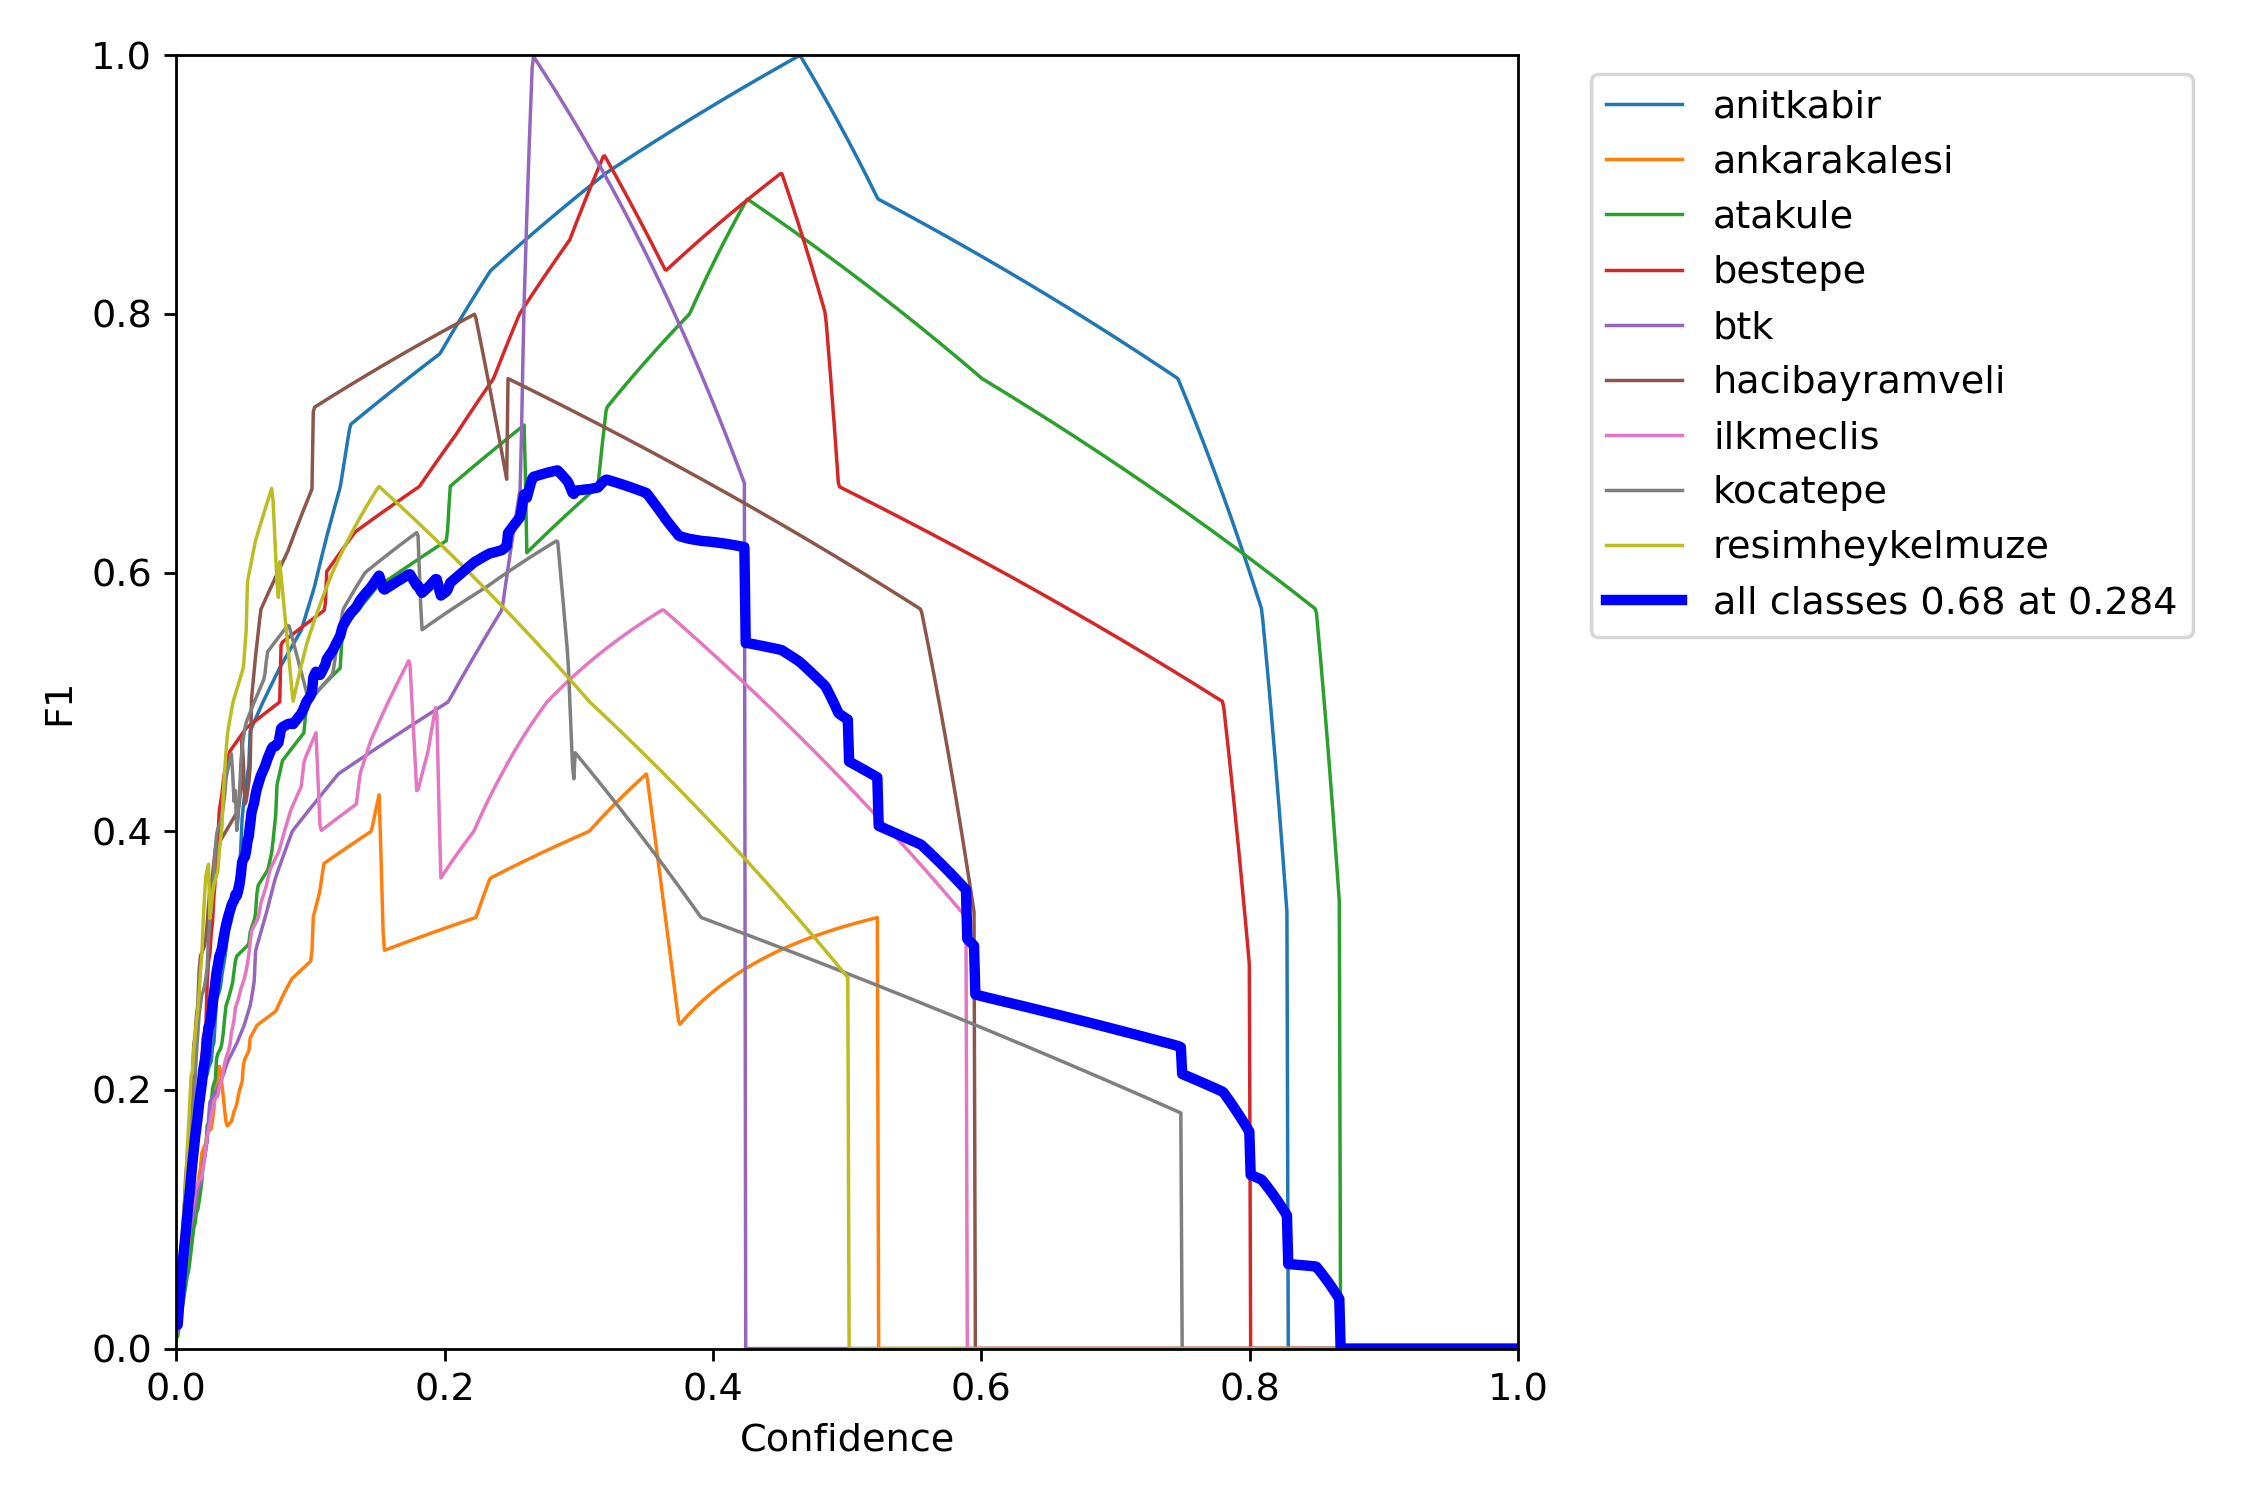 1.0
0.8
0.6
0.4
0.2
0.0
F1
0.0 0.2 0.4 0.6 0.8 1.0
Confidence
anitkabir
ankarakalesi
atakule
bestepe
btk
hacibayramveli
ilkmeclis
kocatepe
resimheykelmuze
all classes 0.68 at 0.284